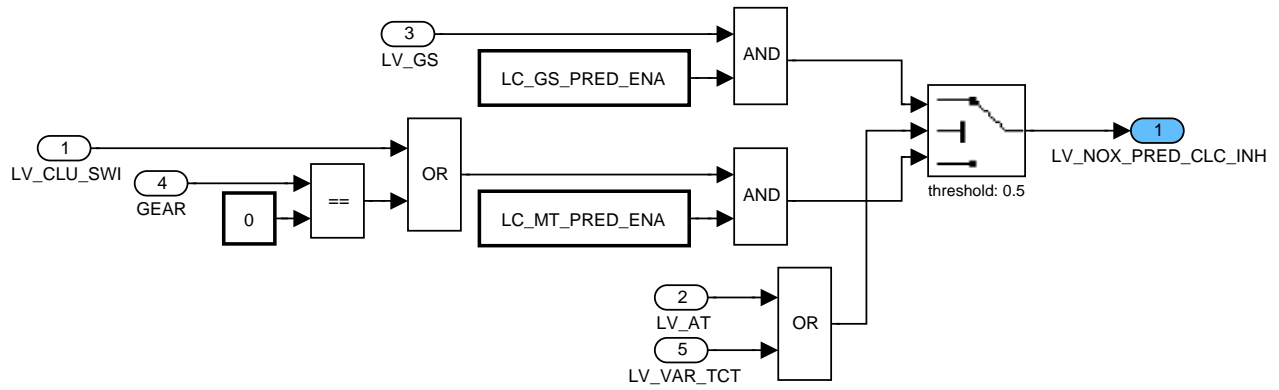 3
LV_GS
LC_GS_PRED_ENA
AND
1
LV_CLU_SWI
4
GEAR
0
==
OR
LC_MT_PRED_ENA
AND
threshold: 0.5
1
LV_NOX_PRED_CLC_INH
2
LV_AT
5
LV_VAR_TCT
OR